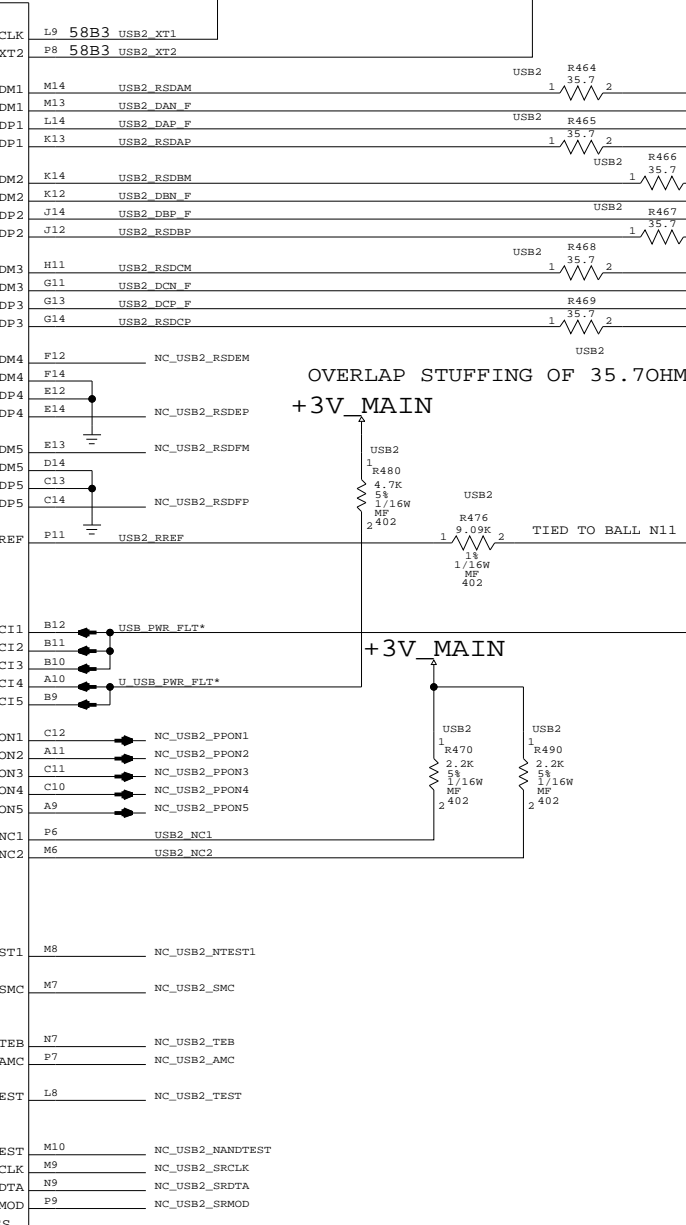 CLK L9 58B3 USB2_XT1
XT2 P8 58B3 USB2_XT2
USB2 R464
35.7
DM1 M14 USB2_RSDAM 1 2
DM1 M13 USB2_DAN_F
DP1 L14 USB2_DAP_F USB2 R465
35.7
DP1 K13 USB2_RSDAP 1 2
USB2 R466
35.7
DM2 K14 USB2_RSDBM 1
DM2 K12 USB2_DBN_F
DP2 J14 USB2_DBP_F USB2 R467
35.7
DP2 J12 USB2_RSDBP 1
USB2 R468
35.7
DM3 H11 USB2_RSDCM 1 2
DM3 G11 USB2_DCN_F
DP3 G13 USB2_DCP_F R469
35.7
DP3 G14 USB2_RSDCP 1 2
USB2
DM4 F12 NC_USB2_RSDEM
DM4 F14
OVERLAP STUFFING OF 35.7OHM
DP4 E12
DP4 E14 NC_USB2_RSDEP
+3V_MAIN
DM5 E13 NC_USB2_RSDFM
DM5 D14
DP5 C13
DP5 C14 NC_USB2_RSDFP
USB2
1
R480
4.7K
5%
1/16W
MF
402
2
USB2
R476
9.09K
REF P11 USB2_RREF 1 2 TIED TO BALL N11
1%
1/16W
MF
402
CI1 B12 USB_PWR_FLT*
CI2 B11
CI3 B10
CI4 A10 U_USB_PWR_FLT*
CI5 B9
+3V_MAIN
ON1 C12 NC_USB2_PPON1
ON2 A11 NC_USB2_PPON2
ON3 C11 NC_USB2_PPON3
ON4 C10 NC_USB2_PPON4
ON5 A9 NC_USB2_PPON5
USB2
1
R470
2.2K
5%
1/16W
MF
402
2
USB2
1
R490
2.2K
5%
1/16W
MF
402
2
NC1 P6 USB2_NC1
NC2 M6 USB2_NC2
ST1 M8 NC_USB2_NTEST1
SMC M7 NC_USB2_SMC
TEB N7 NC_USB2_TEB
AMC P7 NC_USB2_AMC
EST L8 NC_USB2_TEST
EST M10 NC_USB2_NANDTEST
CLK M9 NC_USB2_SRCLK
DTA N9 NC_USB2_SRDTA
MOD P9 NC_USB2_SRMOD